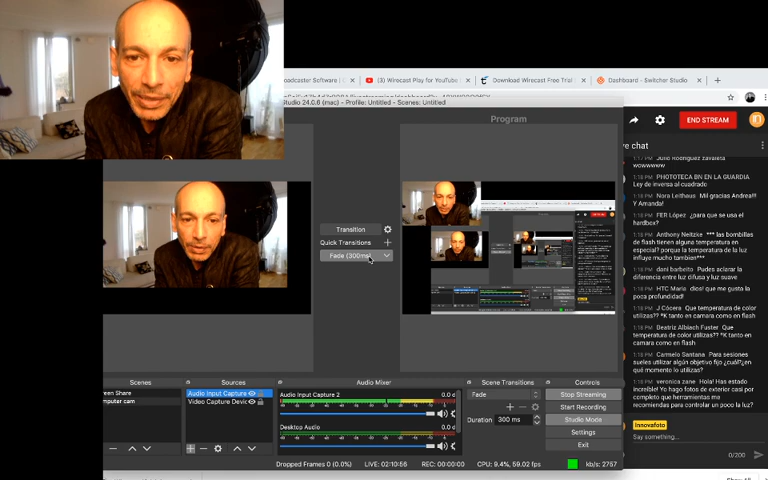 oadcaster Software | 
(3) Wirecast Play for YouTube
Download Wirecast Free Trial
Dashboard - Switcher Studio
Studio 24.0.6 (mac) - Profile: Untitled - Scenes: Untitled
END STREAM
Program
ve chat
1:17 PM Julio Rodriguez zavaleta
wowwwww
1:18 PM PHOTOTECA BN EN LA GUARDIA
Ley de inversa al cuadrado
1:18 PM Nora Leithaus Mil gracias Andrea!!!
Y Amanda!
1:18 PM FER López ¿para que se usa el
hardbox?
1:18 PM Anthony Neitzke *** las bombillas
de flash tienen alguna temperatura en
especial? porque la temperatura de la luz
influye mucho tambien***
1:18 PM dani barbeito Pudes aclarar la
diferencia entre luz difusa y luz suave
1:18 PM HTC Maria dice! que me gusto la
poca profundidad!
1:18 PM J Cócera Que temperatura de color
utilizas?? *K tanto en camara como en
flash
1:18 PM Beatriz Albiach Fuster Que
temperatura de color utilizas?? *K tanto en
camara como en flash
1:18 PM Carmelo Santana Para sesiones
sueles utilizar algún objetivo fijo ¿cuál?¿en
qué momento lo utilizas?
1:18 PM veronica zane Hola! Has estado
increible! Yo hago fotos de exterior casi por
completo que herramientas me
recomiendas para controlar un poco la luz?
Innovafoto
Say something...
0/200
Transition
Quick Transitions
Fade (300ms)
Scenes
Sources
Audio Mixer
Scene Transitions
Controls
reen Share
mputer cam
Audio Input Capture
Video Capture Devic
Audio Input Capture 2
0.0 d
Desktop Audio
0.0 d
Fade
Duration 300 ms
Stop Streaming
Start Recording
Studio Mode
Settings
Exit
Dropped Frames 0 (0.0%)
LIVE: 02:10:55
REC: 00:00:00
CPU: 9.4%, 59.02 fps
kb/s: 2757